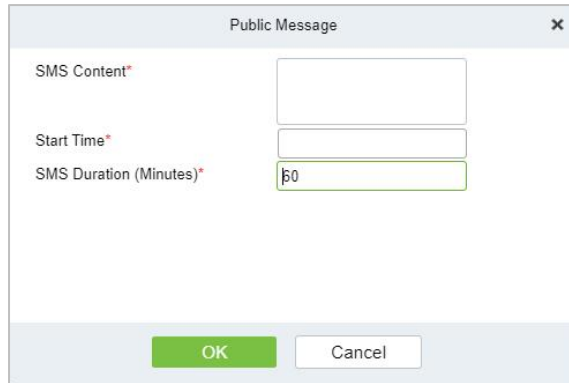 Public Message
SMS Content*
Start Time*
SMS Duration (Minutes)* 60
OK Cancel